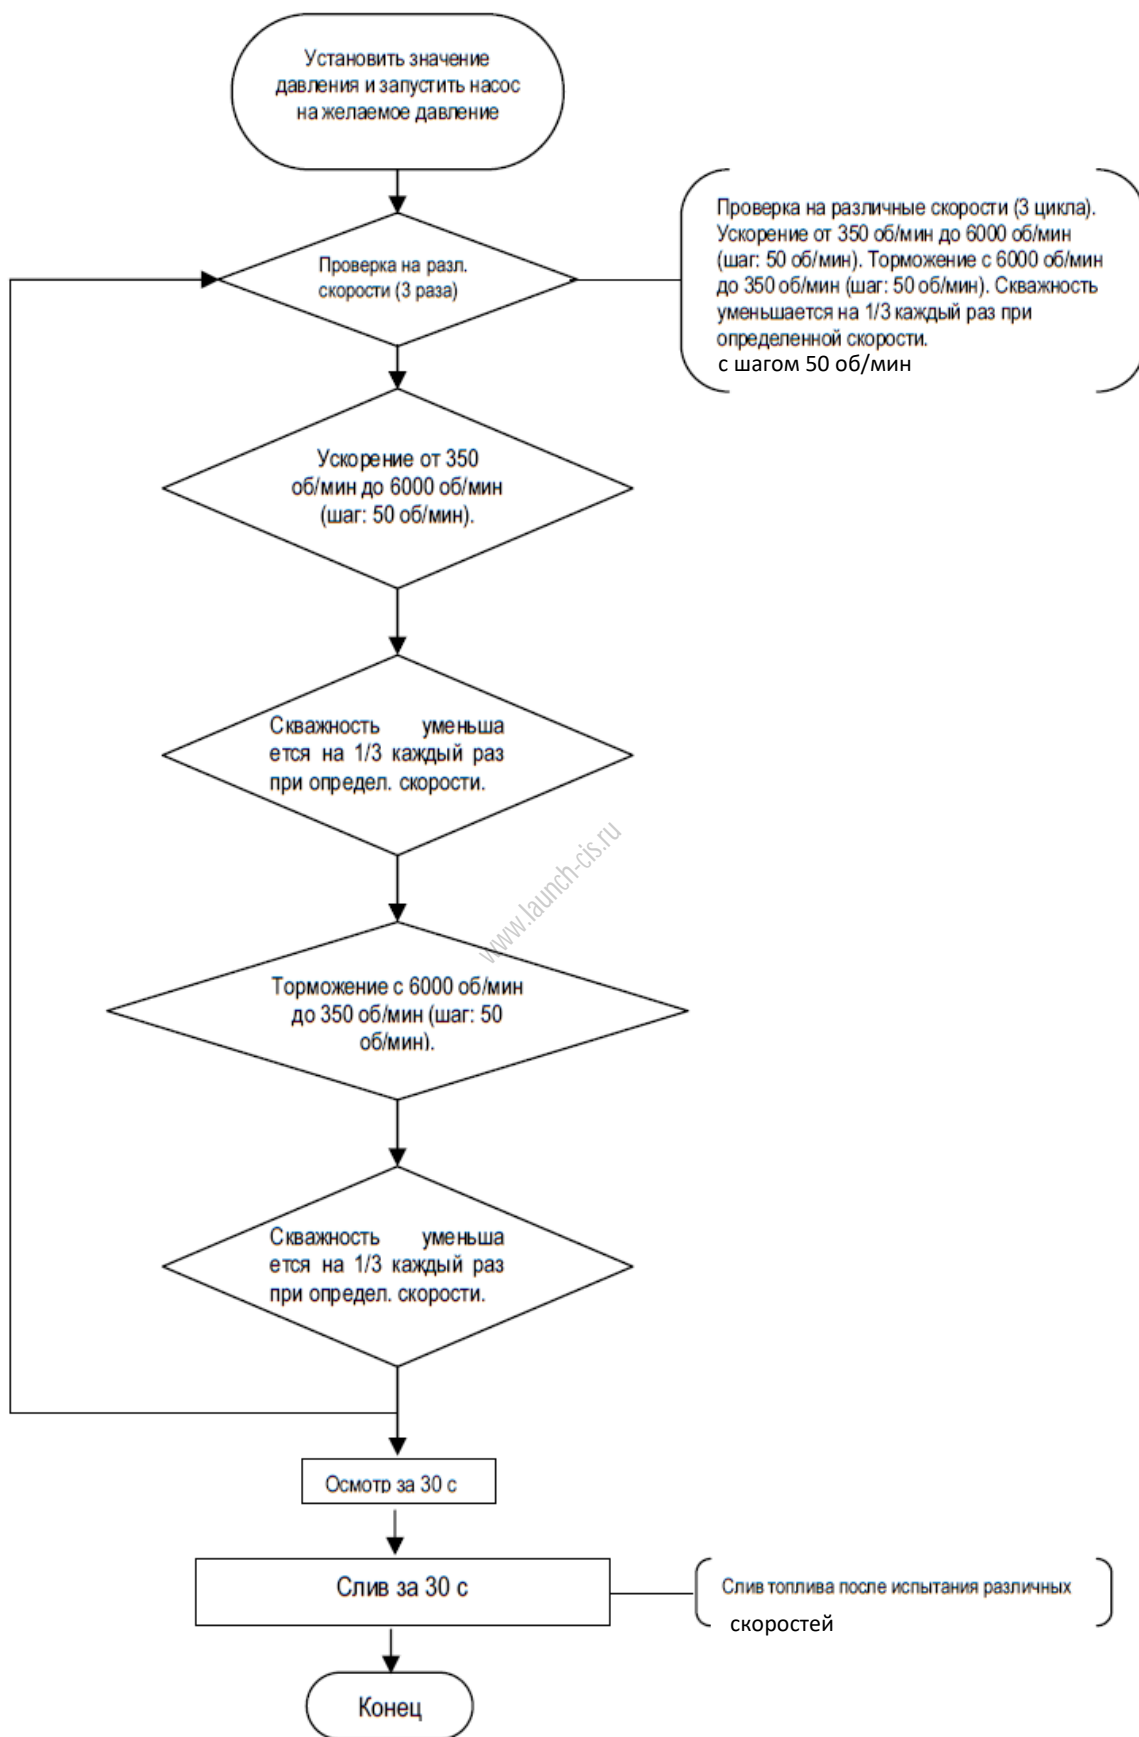 Установить значение
давления и запустить насос
на желаемое давление
Проверка на разл.
скорости (3 раза)
Проверка на различные скорости (3 цикла).
Ускорение от 350 об/мин до 6000 об/мин
(шаг: 50 об/мин). Торможение с 6000 об/мин
до 350 об/мин (шаг: 50 об/мин). Скважность
уменьшается на 1/3 каждый раз при
определенной скорости.
с шагом 50 об/мин
Ускорение от 350
об/мин до 6000 об/мин
(шаг: 50 об/мин).
Скважность уменьша
ется на 1/3 каждый раз
при определ. скорости.
www.launch-cis.ru
Торможение с 6000 об/мин
до 350 об/мин (шаг: 50
об/мин).
Скважность уменьша
ется на 1/3 каждый раз
при определ. скорости.
Осмотр за 30 с
Слив за 30 с
Слив топлива после испытания различных
скоростей
Конец